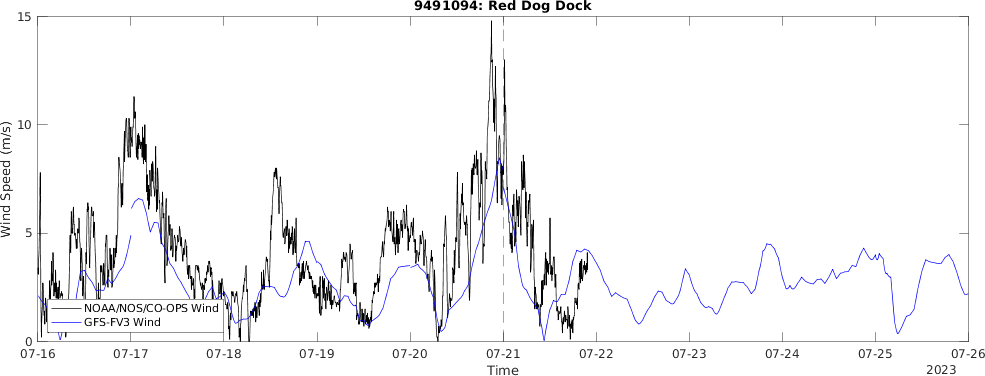 9491094: Red Dog Dock
15
10
5
0
Wind Speed (m/s)
NOAA/NOS/CO-OPS Wind
GFS-FV3 Wind
07-16 07-17 07-18 07-19 07-20 07-21 07-22 07-23 07-24 07-25 07-26
Time
2023